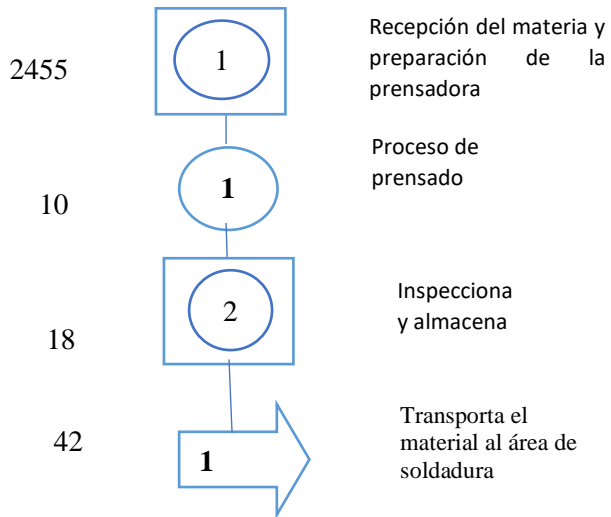 2455
1
Recepción del materia y
preparación de la
prensadora
10
1
Proceso de
prensado
18
2
Inspecciona
y almacena
42
1
Transporta el
material al área de
soldadura